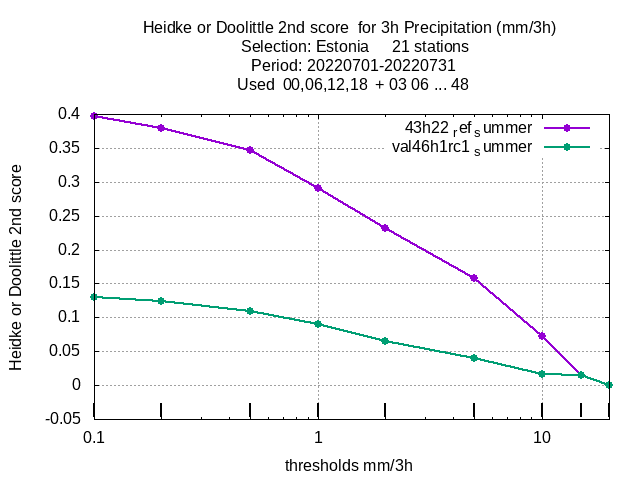 Heidke or Doolittle 2nd score  for 3h Precipitation (mm/3h)
Selection: Estonia     21 stations
Period: 20220701-20220731
Used  00,06,12,18  + 03 06 ... 48
43h22_ref_summer
val46h1rc1_summer
Heidke or Doolittle 2nd score
0.4
0.35
0.3
0.25
0.2
0.15
0.1
0.05
0
-0.05
0.1 1 10
thresholds mm/3h